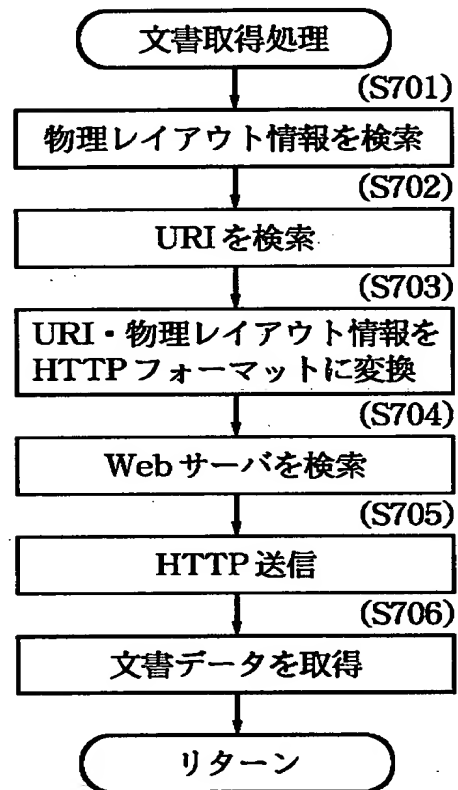 文書取得処理
(S701)
物理レイアウト情報を検索
(S702)
URIを検索
(S703)
URI・物理レイアウト情報を
HTTPフォーマットに変換
(S704)
Webサーバを検索
(S705)
HTTP送信
(S706)
文書データを取得
リターン